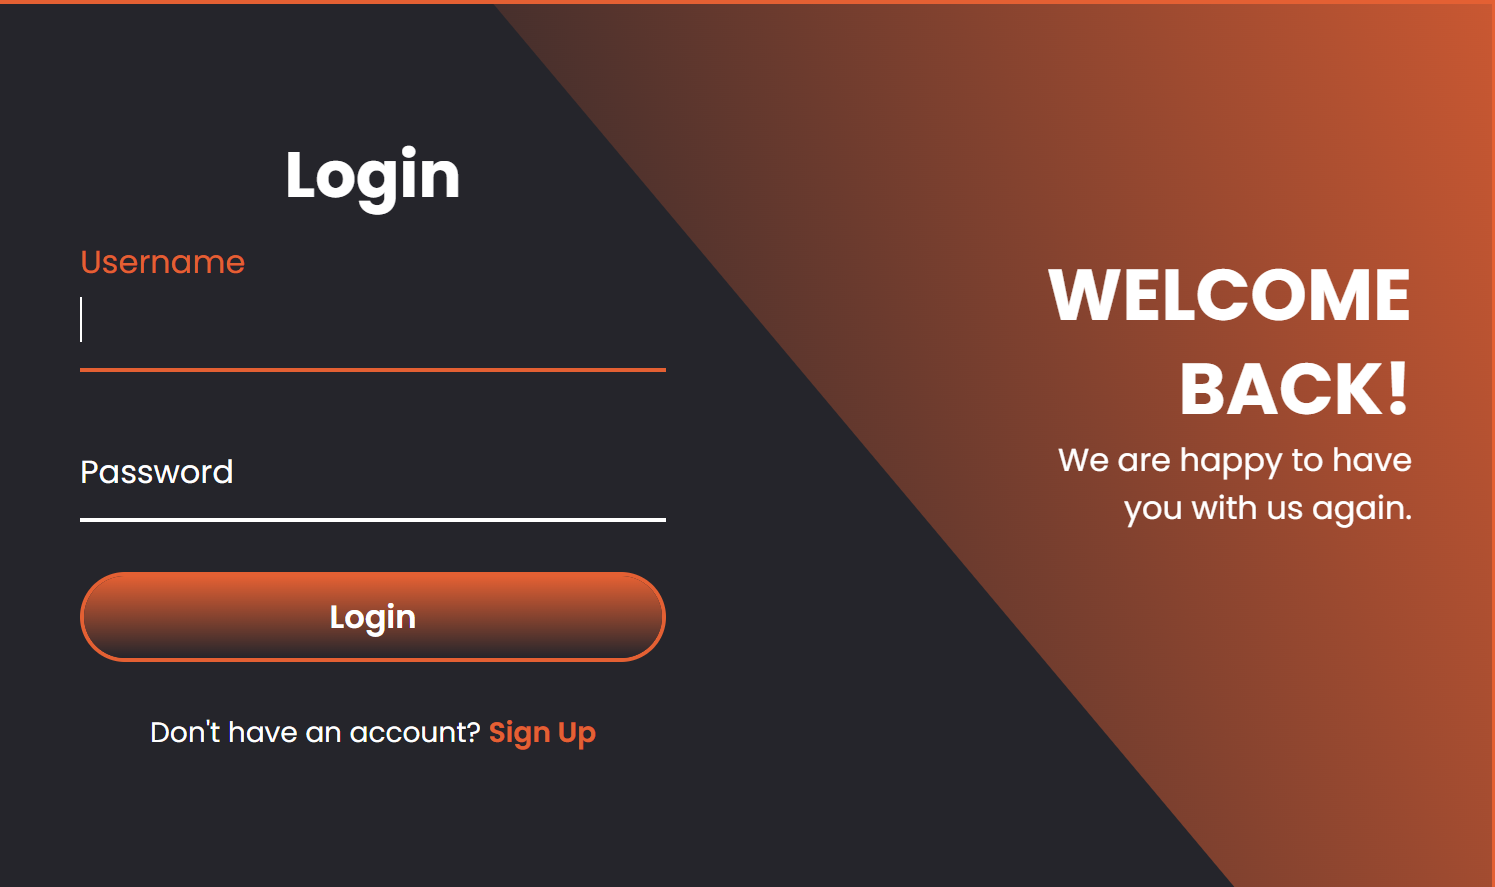 Login
Username
Password
Login
Don't have an account? Sign Up
WELCOME
BACK!
We are happy to have
you with us again.